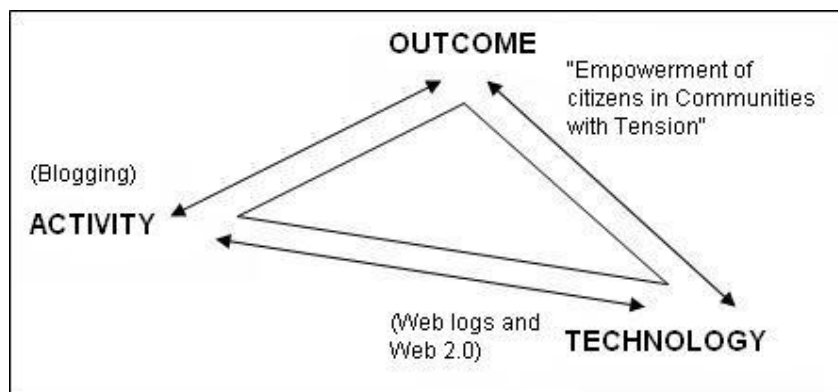 OUTCOME
"Empowerment of
citizens in Communities
with Tension"
(Blogging)
ACTIVITY
(Web logs and
Web 2.0)
TECHNOLOGY